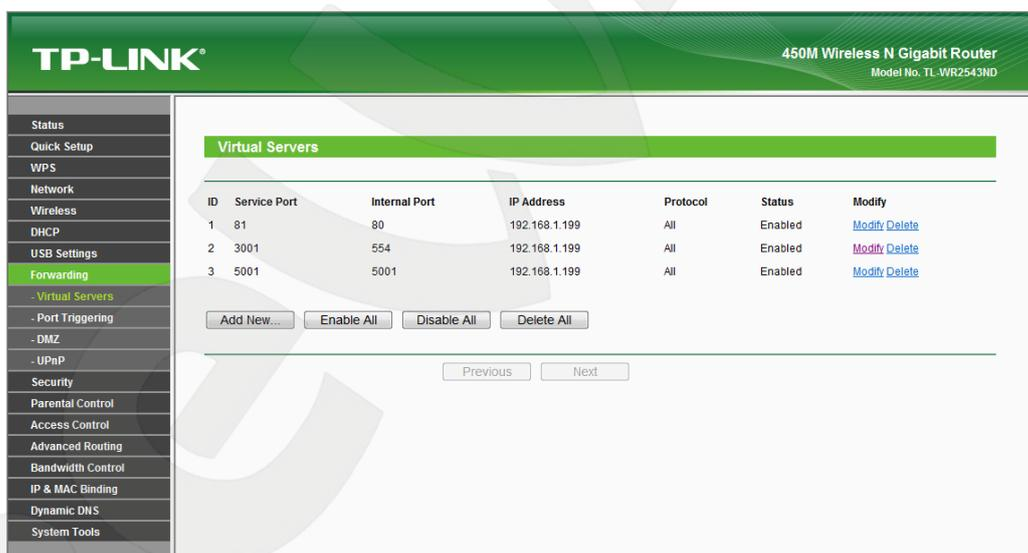 TP-LINK®
450M Wireless N Gigabit Router
Model No. TL-WR2543ND
Status
Quick Setup
WPS
Network
Wireless
DHCP
USB Settings
Forwarding
- Virtual Servers
- Port Triggering
- DMZ
- UPnP
Security
Parental Control
Access Control
Advanced Routing
Bandwidth Control
IP & MAC Binding
Dynamic DNS
System Tools
Virtual Servers
ID Service Port Internal Port IP Address Protocol Status Modify
1 81 80 192.168.1.199 All Enabled Modify Delete
2 3001 554 192.168.1.199 All Enabled Modify Delete
3 5001 5001 192.168.1.199 All Enabled Modify Delete
Add New... Enable All Disable All Delete All
Previous Next